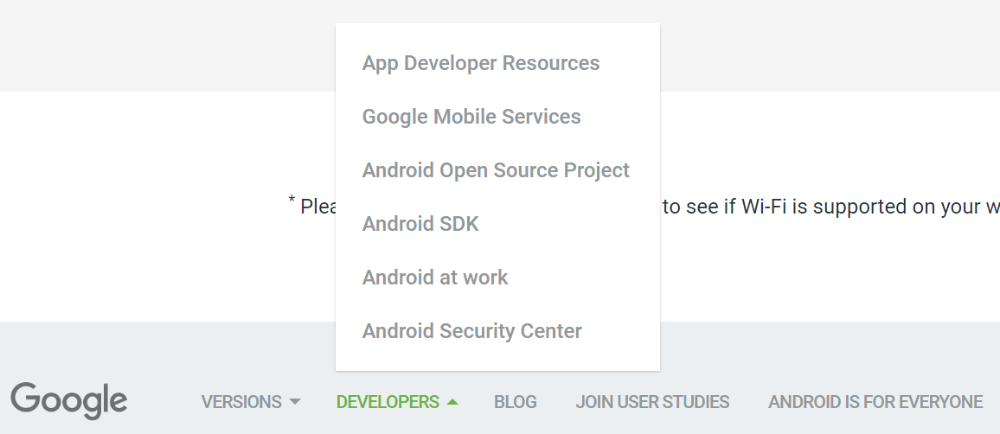 App Developer Resources
Google Mobile Services
Android Open Source Project
* Plea to see if Wi-Fi is supported on your w
Android SDK
Android at work
Android Security Center
Google VERSIONS DEVELOPERS BLOG JOIN USER STUDIES ANDROID IS FOR EVERYONE